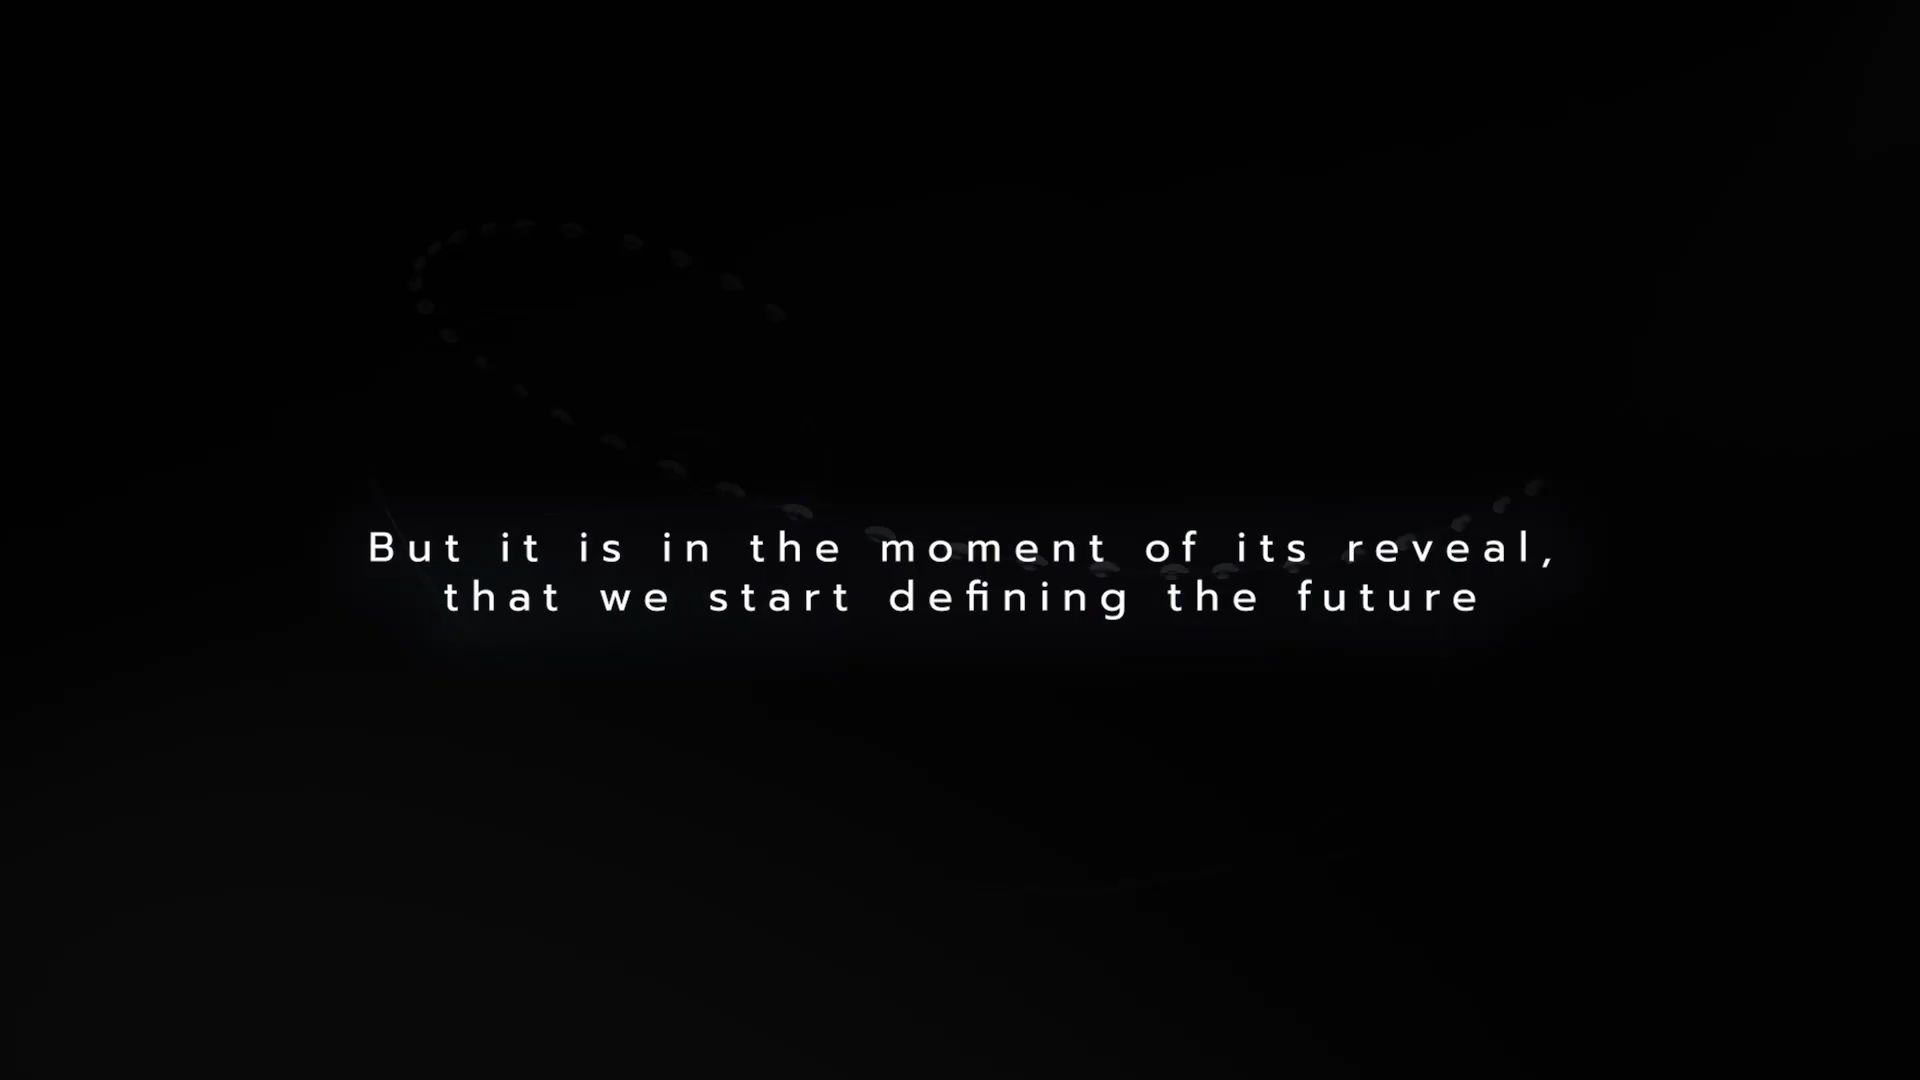 But it is in the moment of its reveal,
that we start defining the future